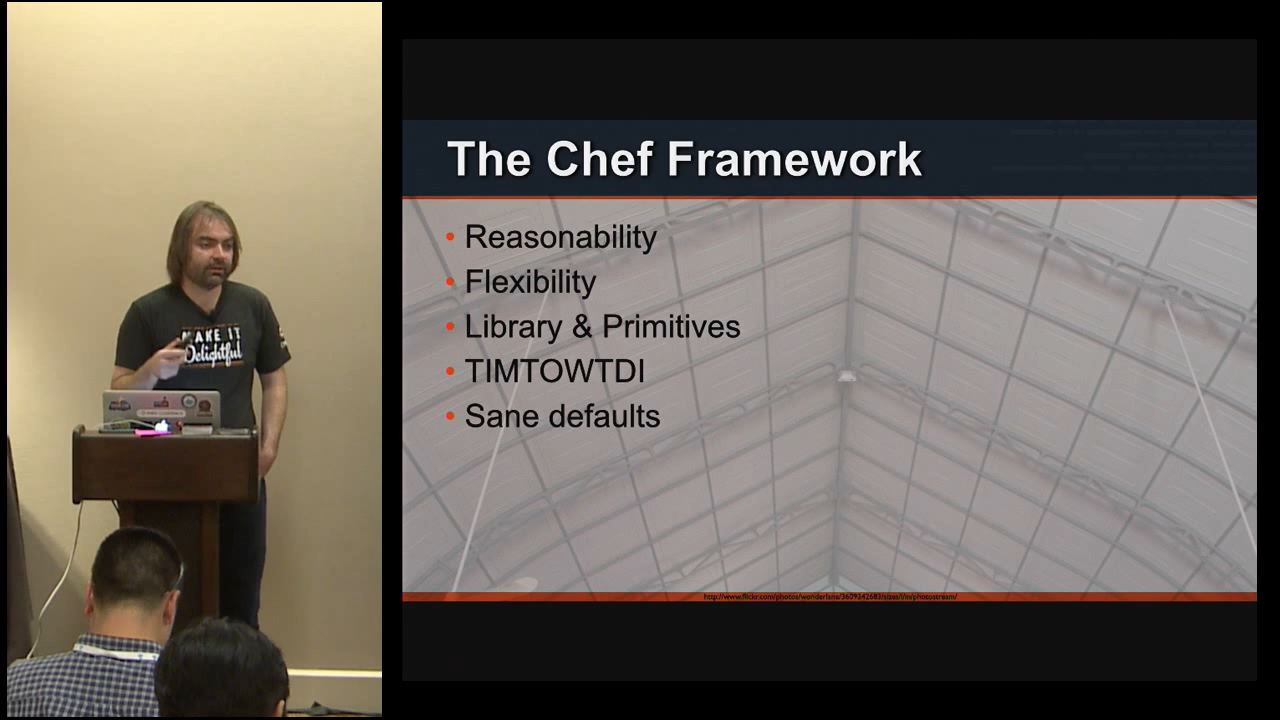 The Chef Framework
• Reasonability
• Flexibility
• Library & Primitives
• TIMTOWTDI
• Sane defaults
MAKE IT
Delightful